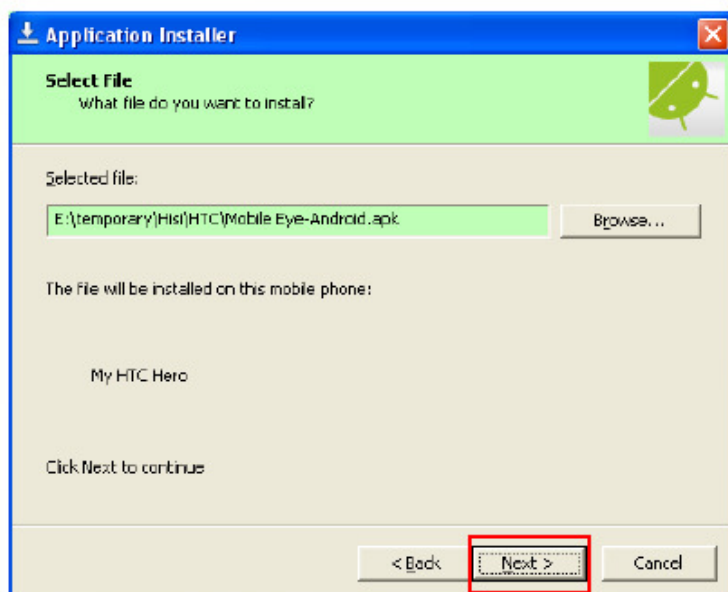 Application Installer
Select File
What file do you want to install?
Selected file:
E:\temporary\Hisi\HTC\Mobile Eye-Android.apk
Browse...
The file will be installed on this mobile phone:
My HTC Hero
Click Next to continue
< Back
Next >
Cancel